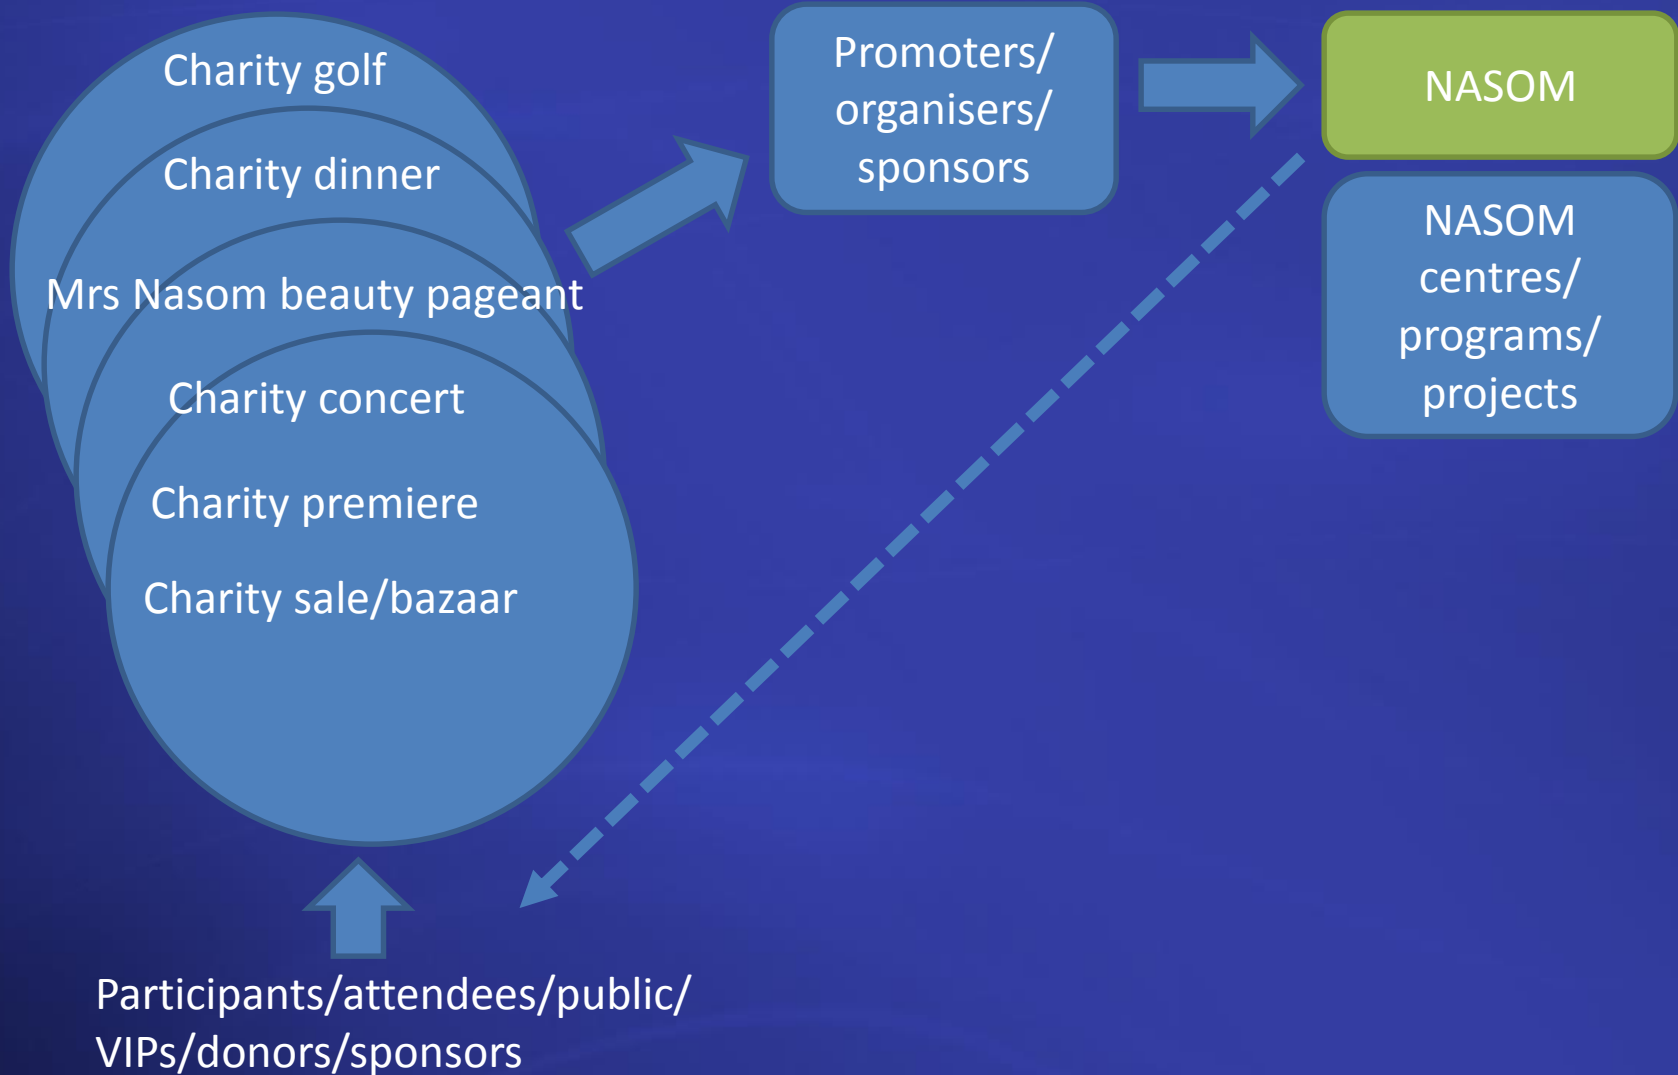 Charity golf
Charity dinner
Mrs Nasom beauty pageant
Charity concert
Charity premiere
Charity sale/bazaar
Participants/attendees/public/
VIPs/donors/sponsors
Promoters/
organisers/
sponsors
NASOM
NASOM
centres/
programs/
projects